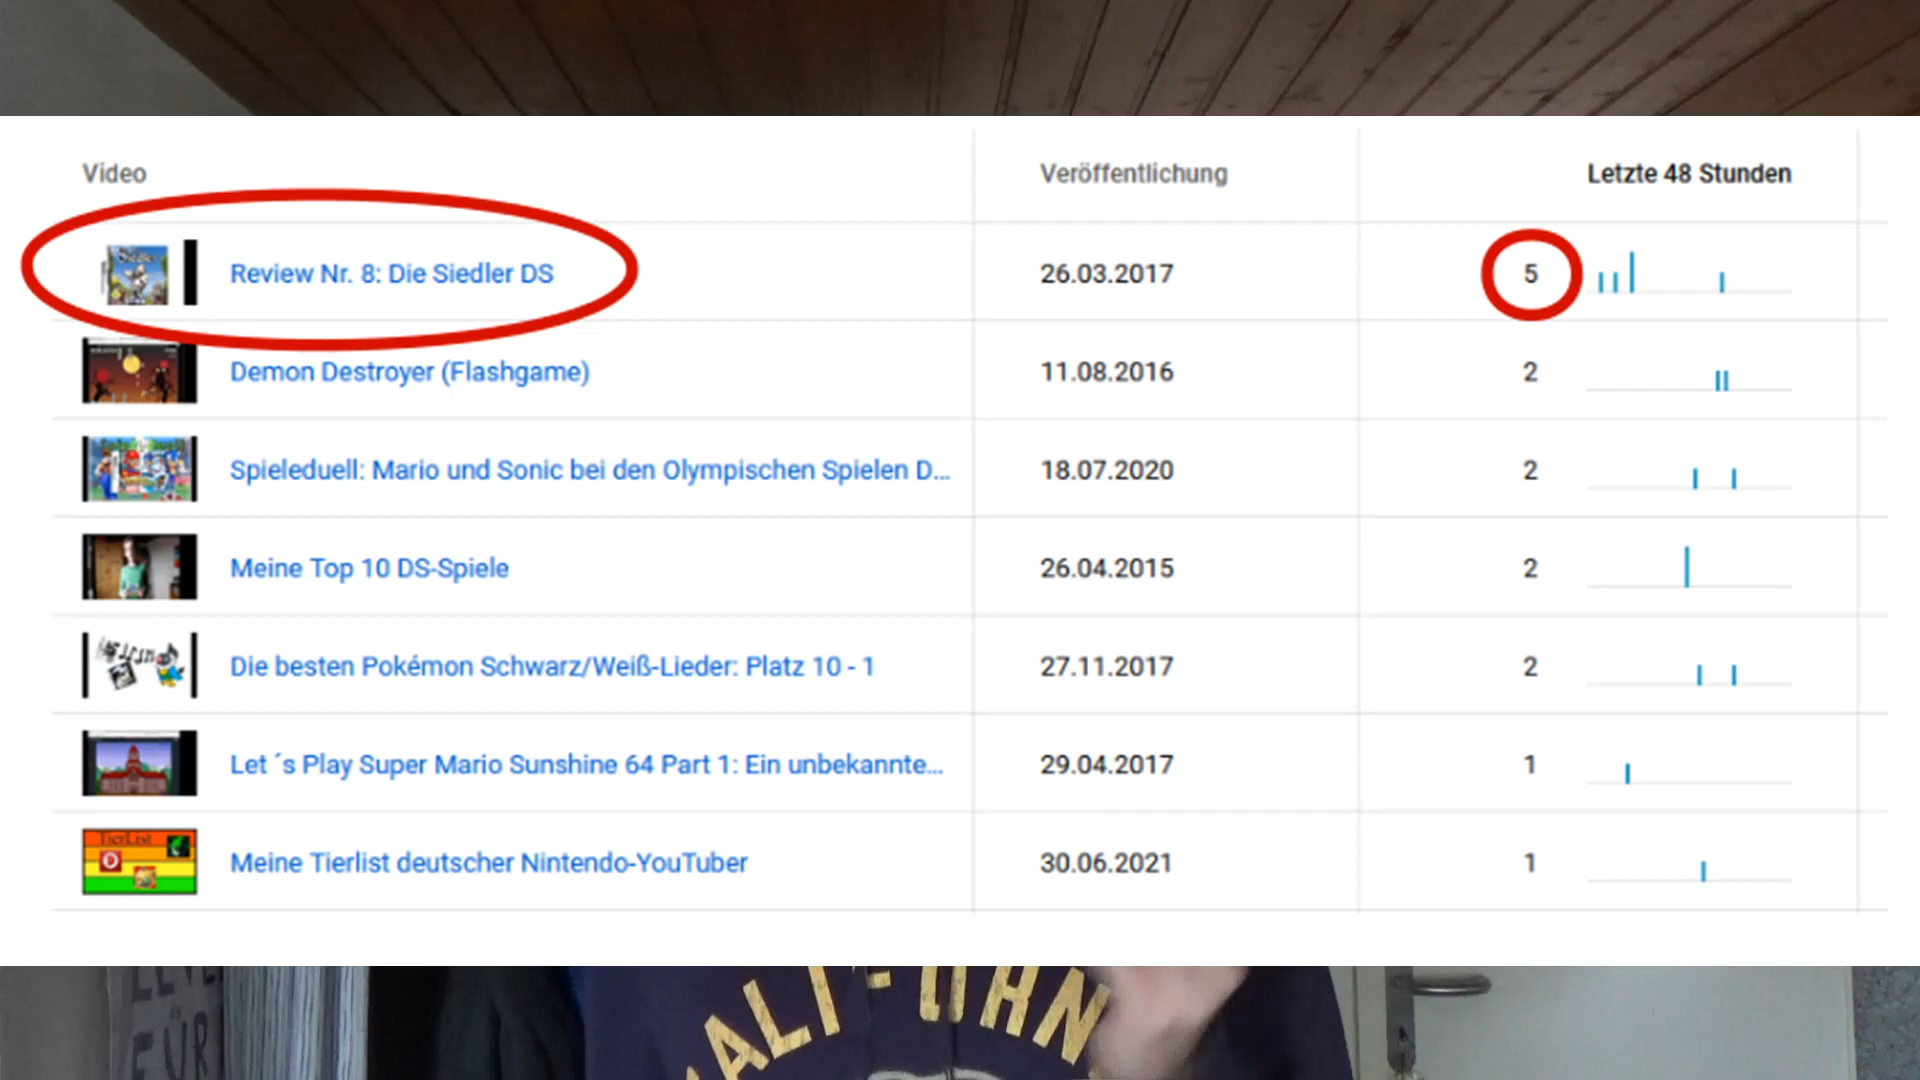 Video Veröffentlichung Letzte 48 Stunden
Siedler
Review Nr. 8: Die Siedler DS 26.03.2017 5
Demon Destroyer (Flashgame) 11.08.2016 2
Spieleduell: Mario und Sonic bei den Olympischen Spielen D... 18.07.2020 2
Meine Top 10 DS-Spiele 26.04.2015 2
Die besten Pokémon Schwarz/Weiß-Lieder: Platz 10 - 1 27.11.2017 2
Let ´s Play Super Mario Sunshine 64 Part 1: Ein unbekannte... 29.04.2017 1
TierList
Meine Tierlist deutscher Nintendo-YouTuber 30.06.2021 1
FÜR